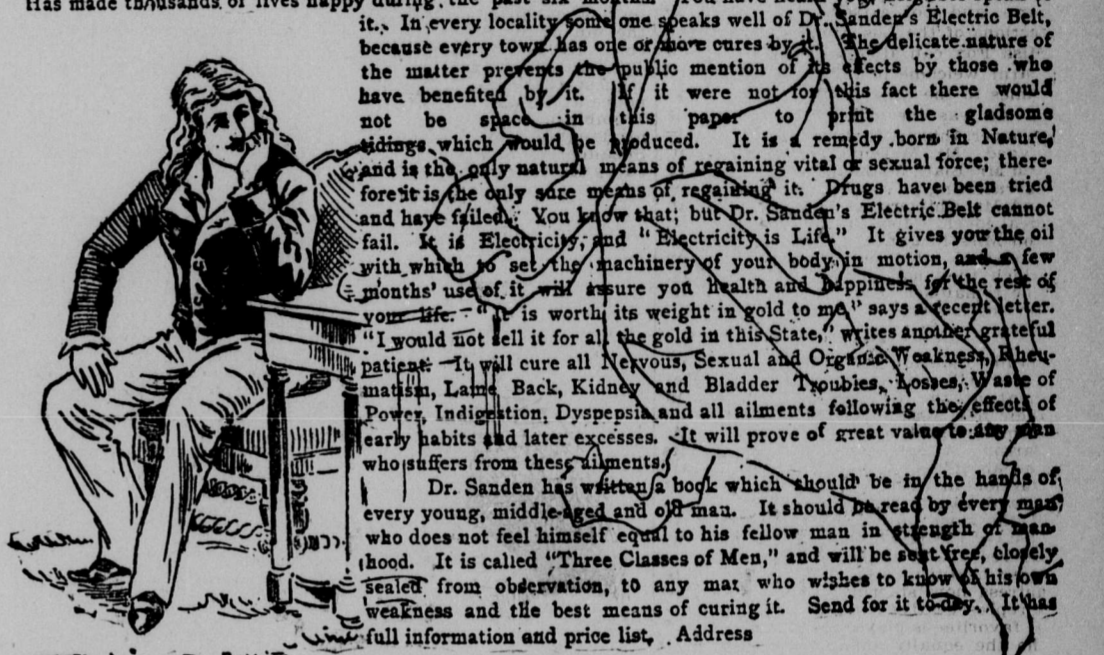 Has made thousands of lives happy during the past six
it. In every locality some one speaks well of Dr. Sanden's Electric Belt,
because every town has one or more cures by it. The delicate nature of
the matter prevents the public mention of its effects by those who
have benefited by it. If it were not for this fact there would
not be space in this paper to print the gladsome
tidings which would be produced. It is a remedy born in Nature,
and is the only natural means of regaining vital or sexual force; there-
fore it is the only sure means of regaining it. Drugs have been tried
and have failed. You know that; but Dr. Sanden's Electric Belt cannot
fail. It is Electricity, and "Electricity is Life." It gives you the oil
with which to set the machinery of your body in motion, and a few
months' use of it will assure you health and happiness for the rest of
your life. "It is worth its weight in gold to me," says a recent letter.
"I would not sell it for all the gold in this State," writes another grateful
patient. It will cure all Nervous, Sexual and Organic Weakness, Rheu-
matism, Lame Back, Kidney and Bladder Troubles, Losses, Waste of
Power, Indigestion, Dyspepsia and all ailments following the effects of
early habits and later excesses. It will prove of great value to any man
who suffers from these ailments.
Dr. Sanden has written a book which should be in the hands of
every young, middle-aged and old man. It should be read by every man
who does not feel himself equal to his fellow man in strength of man-
hood. It is called "Three Classes of Men," and will be sent free, closely
sealed from observation, to any man who wishes to know of his own
weakness and the best means of curing it. Send for it to-day. It has
full information and price list. Address